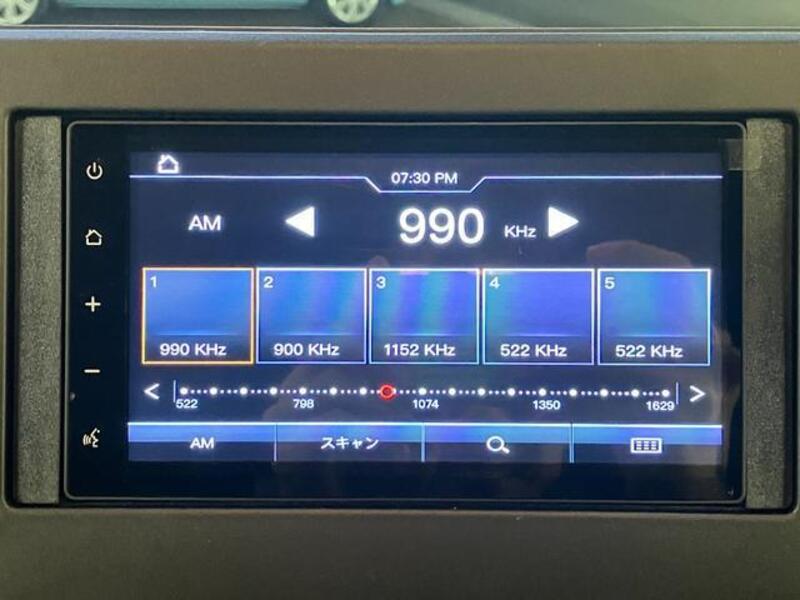 07:30 PM
AM 990 KHz
1 2 3 4 5
990 KHz 900 KHz 1152 KHz 522 KHz 522 KHz
522 798 1074 1350 1629
AM スキャン